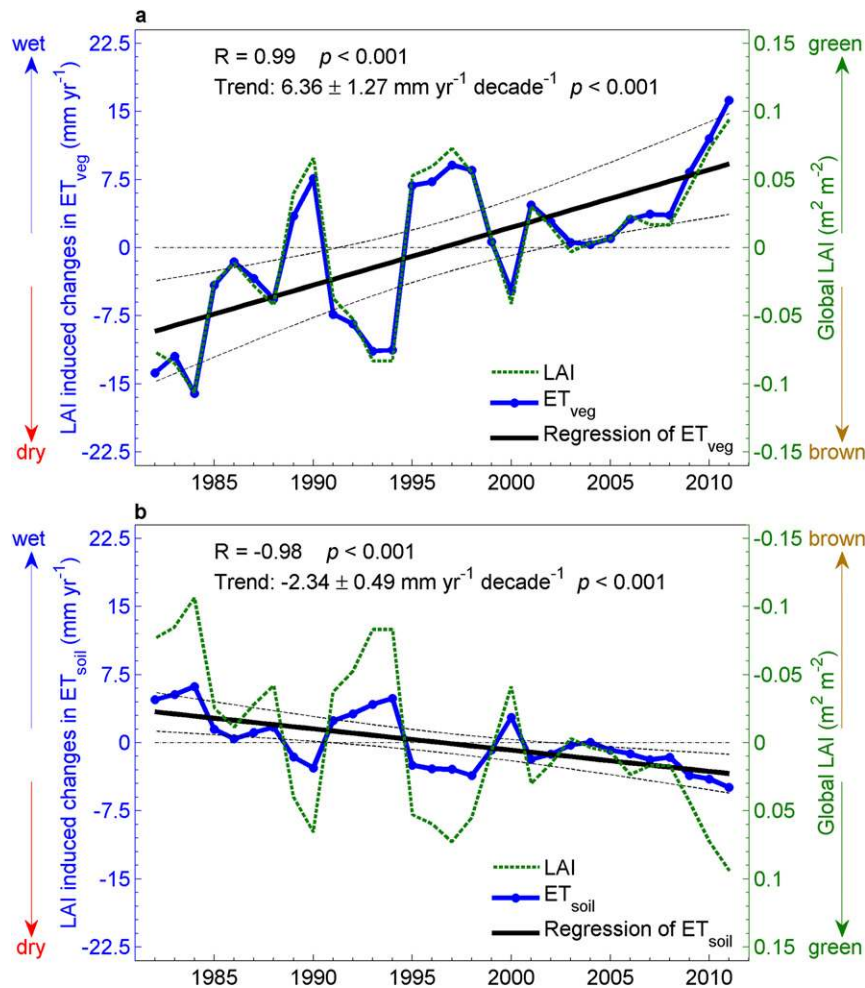 a
wet
green
R = 0.99 p < 0.001
Trend: 6.36 ± 1.27 mm yr⁻¹ decade⁻¹ p < 0.001
LAI induced changes in ETveg (mm yr⁻¹)
22.5
15
7.5
0
-7.5
-15
-22.5
0.15
0.1
0.05
0
-0.05
-0.1
-0.15
Global LAI (m² m⁻²)
LAI
ETveg
Regression of ETveg
dry
brown
1985 1990 1995 2000 2005 2010
b
wet
brown
R = -0.98 p < 0.001
Trend: -2.34 ± 0.49 mm yr⁻¹ decade⁻¹ p < 0.001
LAI induced changes in ETsoil (mm yr⁻¹)
22.5
15
7.5
0
-7.5
-15
-22.5
-0.15
-0.1
-0.05
0
0.05
0.1
0.15
Global LAI (m² m⁻²)
LAI
ETsoil
Regression of ETsoil
dry
green
1985 1990 1995 2000 2005 2010